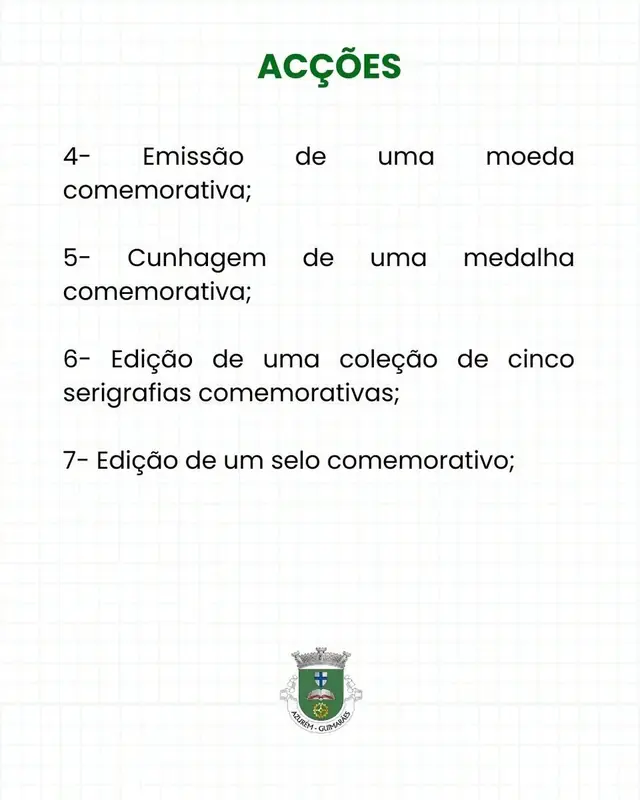 ACÇÕES
4- Emissão de uma moeda
comemorativa;
5- Cunhagem de uma medalha
comemorativa;
6- Edição de uma coleção de cinco
serigrafias comemorativas;
7- Edição de um selo comemorativo;
AZURÉM - GUIMARÃES